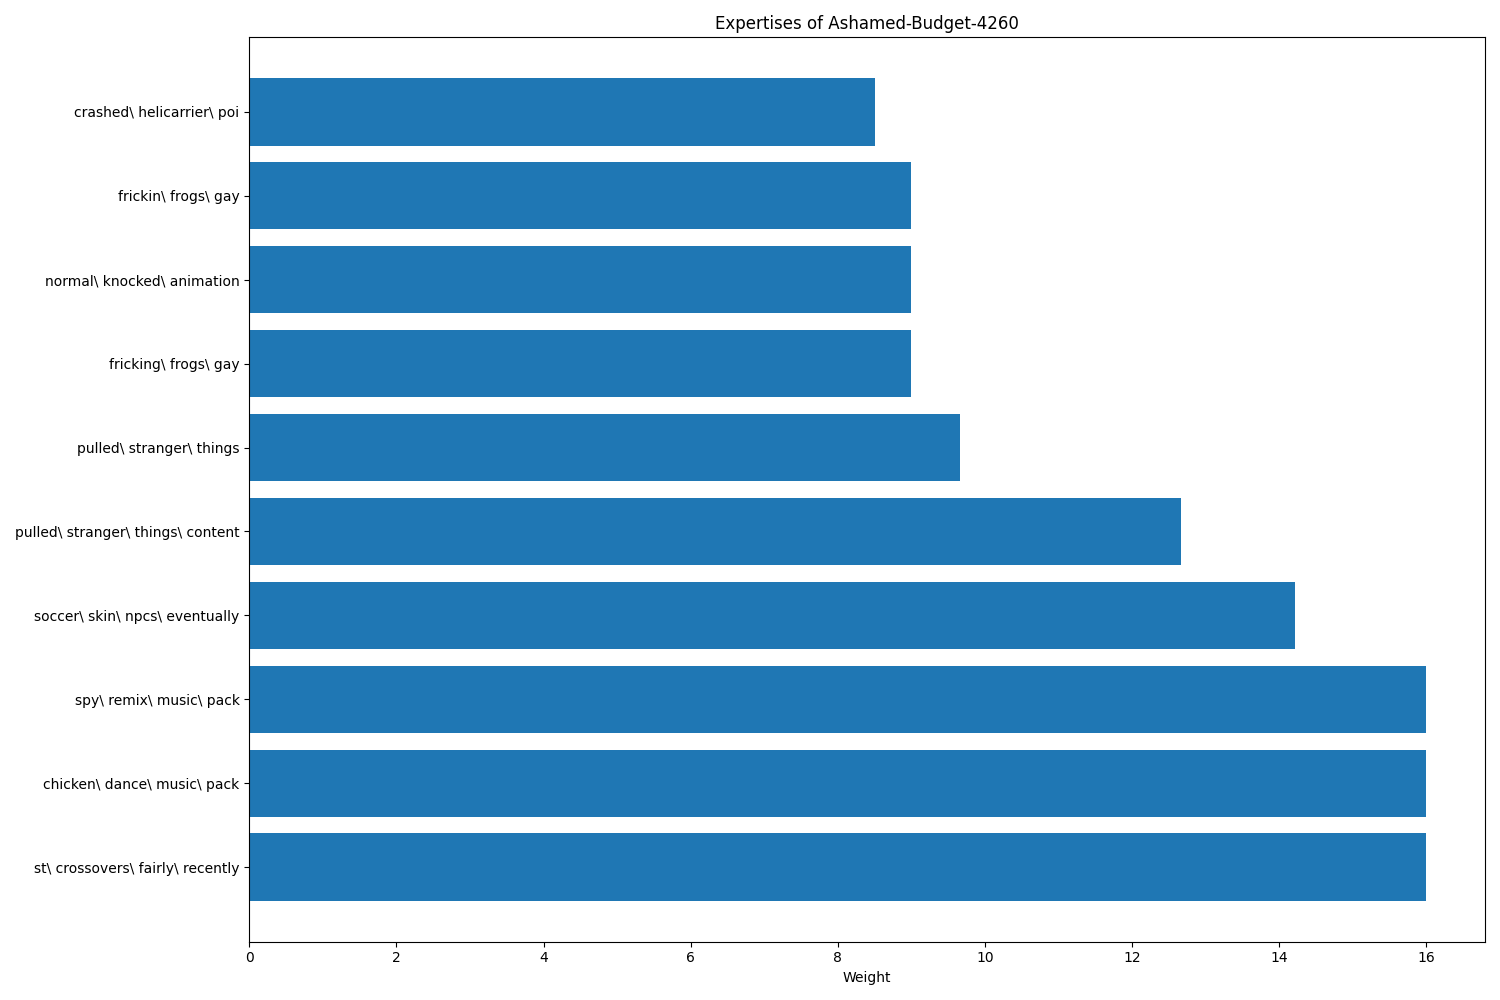 Expertises of Ashamed-Budget-4260
crashed\ helicarrier\ poi
frickin\ frogs\ gay
normal\ knocked\ animation
fricking\ frogs\ gay
pulled\ stranger\ things
pulled\ stranger\ things\ content
soccer\ skin\ npcs\ eventually
spy\ remix\ music\ pack
chicken\ dance\ music\ pack
st\ crossovers\ fairly\ recently
0 2 4 6 8 10 12 14 16
Weight